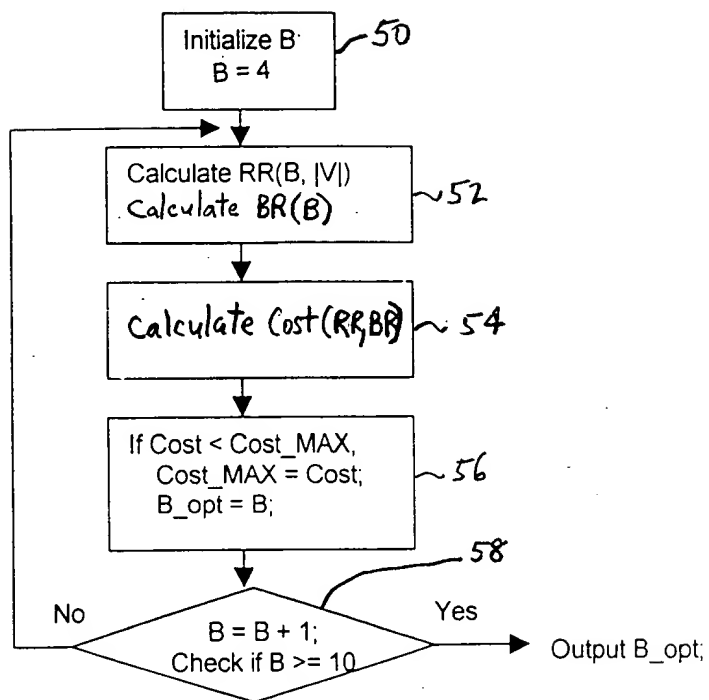 Initialize B
B = 4
50
Calculate RR(B, |V|)
Calculate BR(B)
52
Calculate Cost(RR,BR)
54
If Cost < Cost_MAX,
Cost_MAX = Cost;
B_opt = B;
56
58
No
Yes
B = B + 1;
Check if B >= 10
Output B_opt;